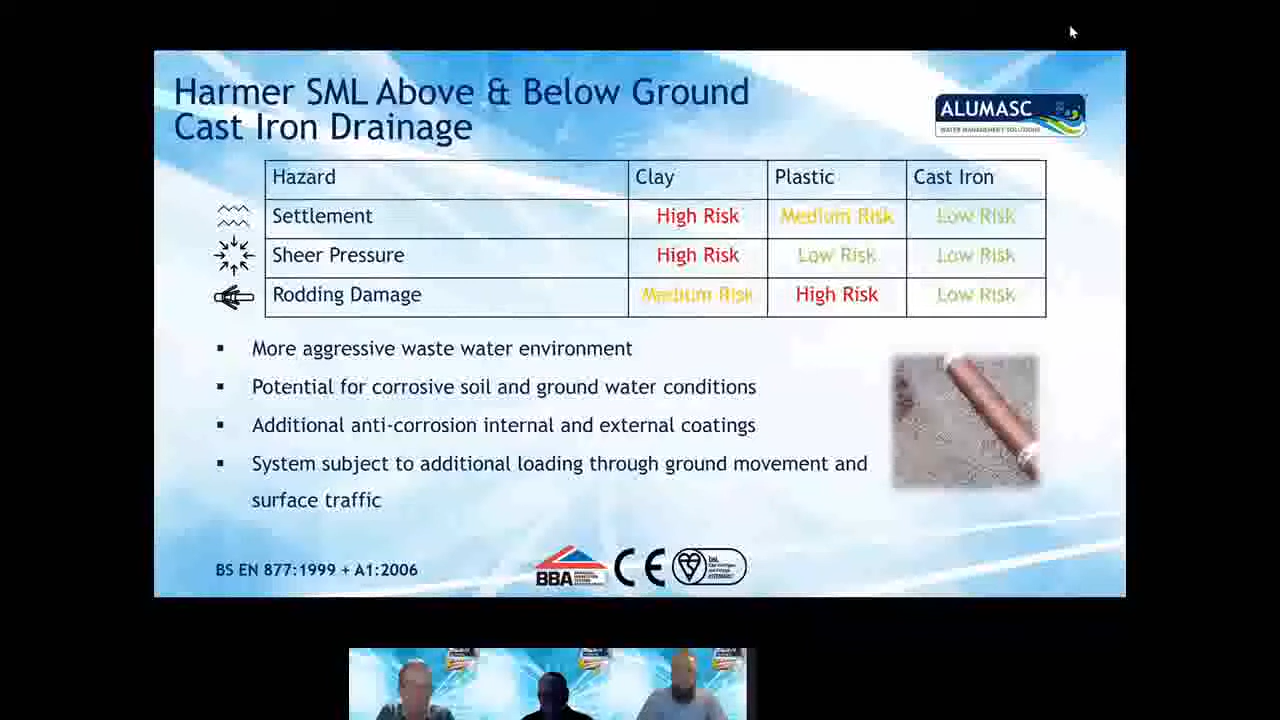 Harmer SML Above & Below Ground
Cast Iron Drainage
ALUMASC
WATER MANAGEMENT SOLUTIONS
Hazard Clay Plastic Cast Iron
Settlement High Risk Medium Risk Low Risk
Sheer Pressure High Risk Low Risk Low Risk
Rodding Damage Medium Risk High Risk Low Risk
▪ More aggressive waste water environment
▪ Potential for corrosive soil and ground water conditions
▪ Additional anti-corrosion internal and external coatings
▪ System subject to additional loading through ground movement and
surface traffic
BS EN 877:1999 + A1:2006
BBA
CE